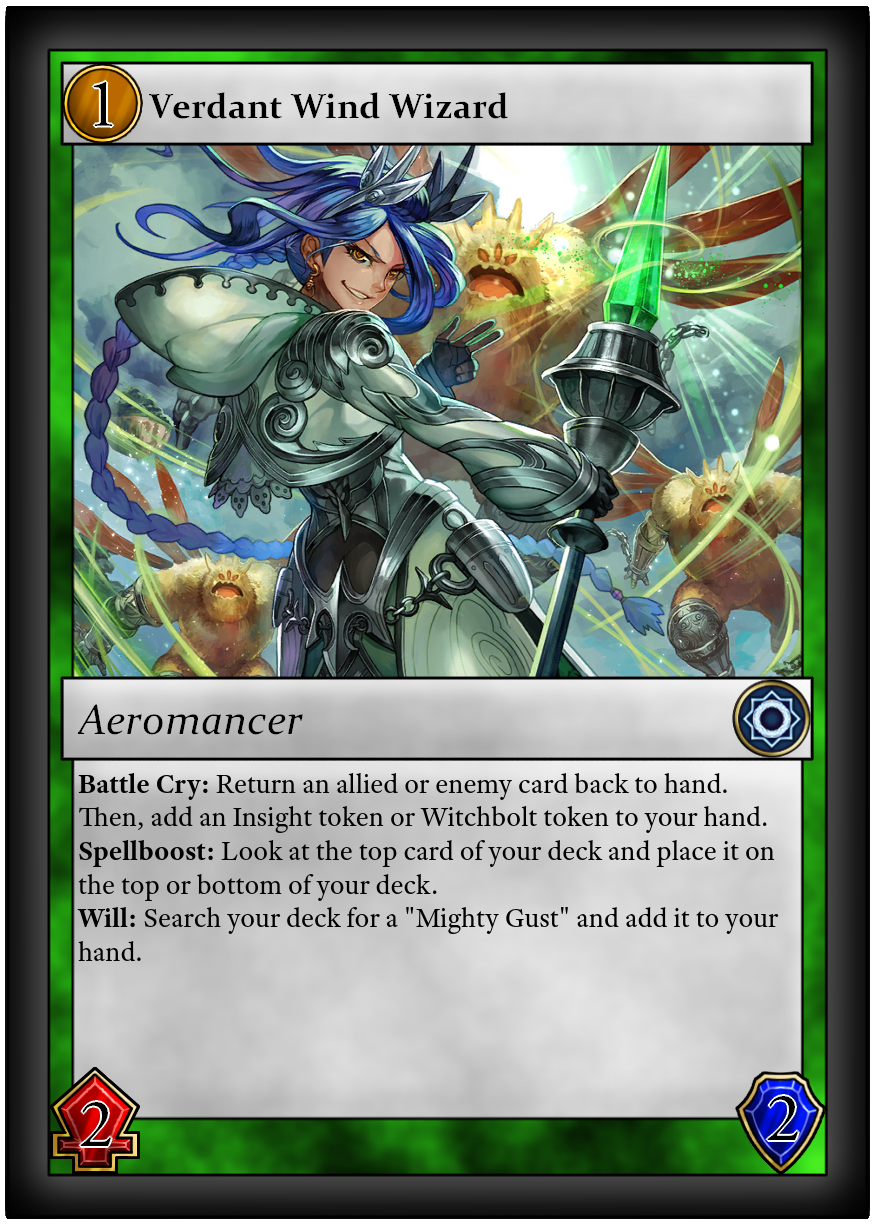 1
Verdant Wind Wizard
Aeromancer
Battle Cry: Return an allied or enemy card back to hand.
Then, add an Insight token or Witchbolt token to your hand.
Spellboost: Look at the top card of your deck and place it on
the top or bottom of your deck.
Will: Search your deck for a "Mighty Gust" and add it to your
hand.
2
2